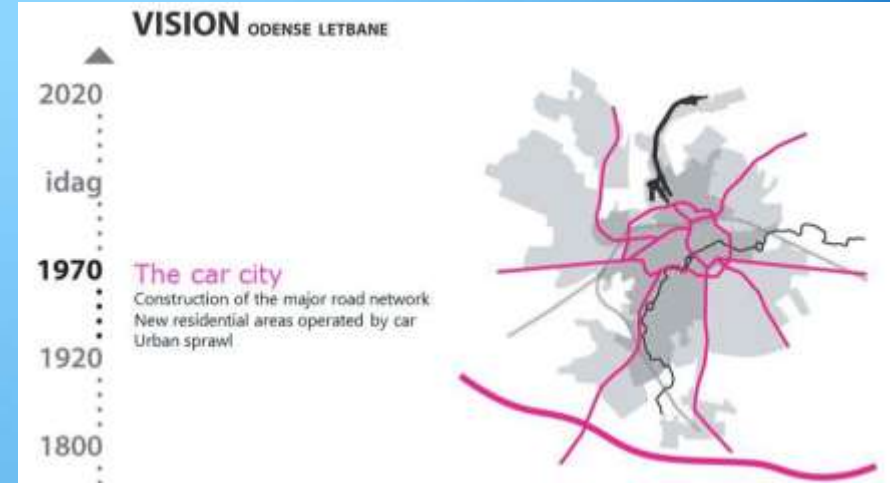 VISION ODENSE LETBANE
2020
idag
1970
The car city
Construction of the major road network
New residential areas operated by car
Urban sprawl
1920
1800